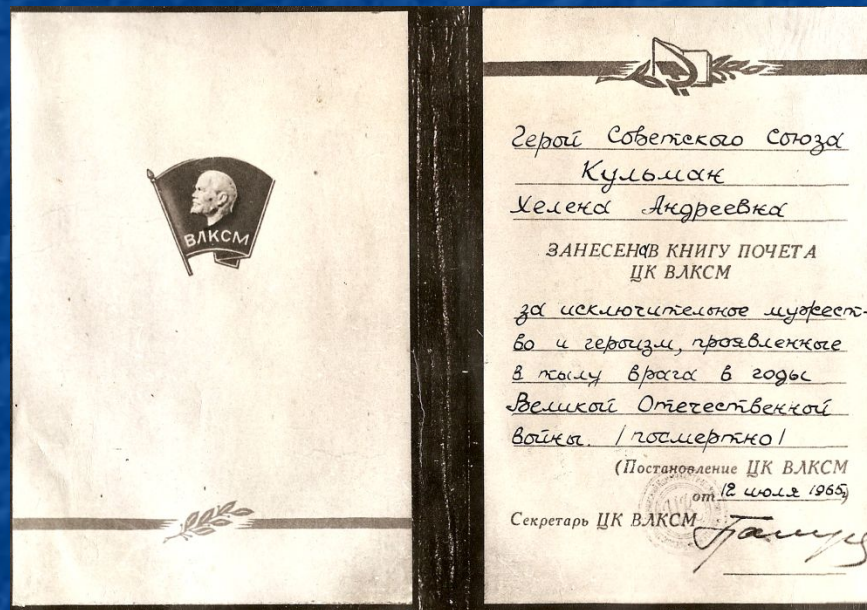 ВЛКСМ
Герой Советского Союза
Кульман
Хелена Андреевна
ЗАНЕСЕНа В КНИГУ ПОЧЕТА
ЦК ВЛКСМ
за исключительное мужест-
во и героизм, проявленные
в тылу врага в годы
Великой Отечественной
войны. /посмертно/
(Постановление ЦК ВЛКСМ
от 12 июля 1965)
Секретарь ЦК ВЛКСМ